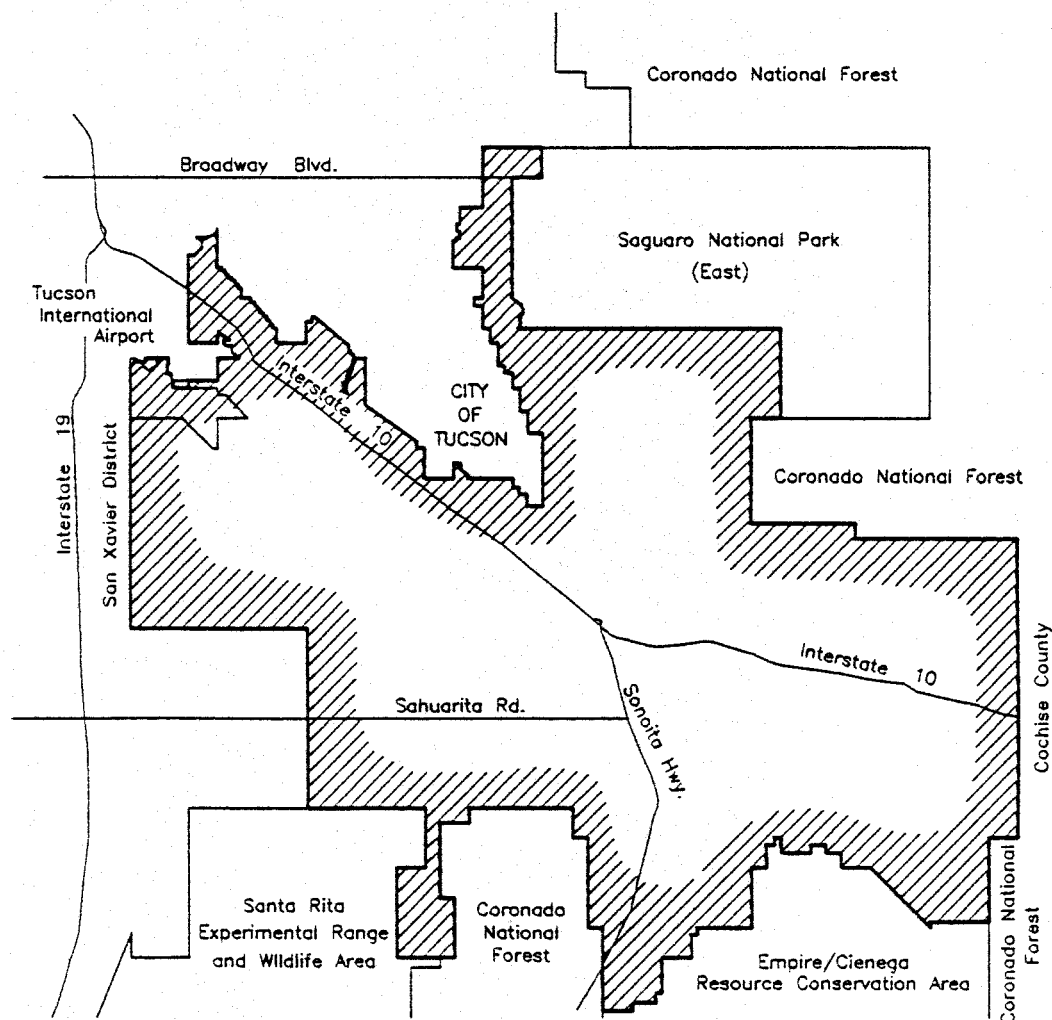 Coronado National Forest
Broadway Blvd.
Saguaro National Park
(East)
Tucson
International
Airport
Interstate 10
CITY
OF
TUCSON
Interstate 19
San Xavier District
Coronado National Forest
Interstate 10
Cochise County
Sahuarita Rd.
Sonoita Hwy.
Santa Rita
Experimental Range
and Wildlife Area
Coronado
National
Forest
Empire/Cienega
Resource Conservation Area
Coronado National
Forest